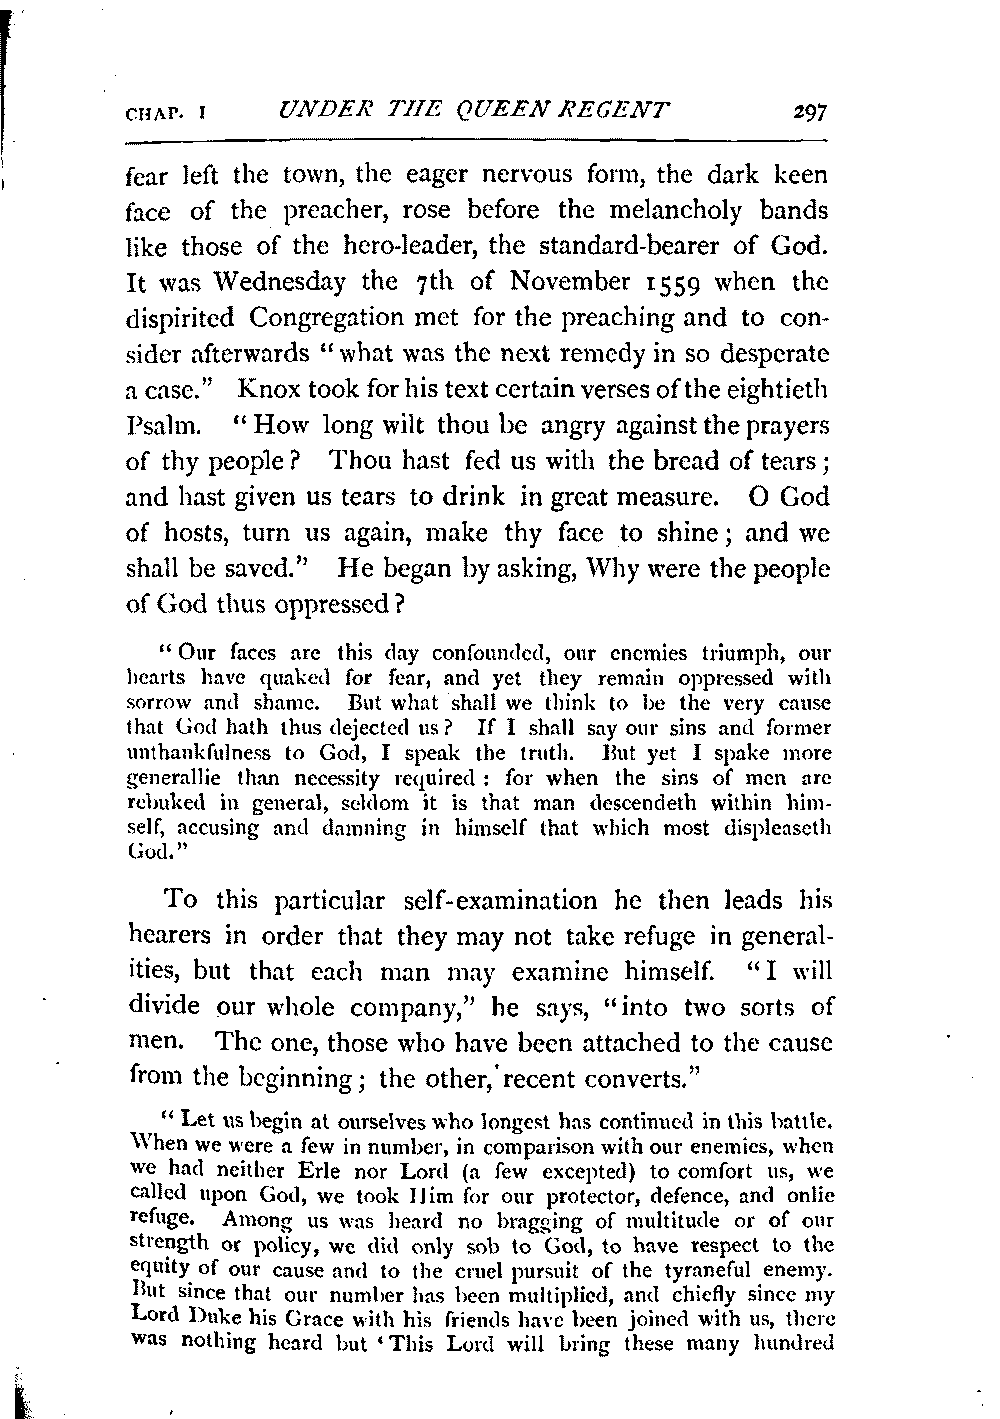 CHAP. I UNDER THE QUEEN REGENT 297
fear left the town, the eager nervous form, the dark keen
face of the preacher, rose before the melancholy bands
like those of the hero-leader, the standard-bearer of God.
It was Wednesday the 7th of November 1559 when the
dispirited Congregation met for the preaching and to con-
sider afterwards “what was the next remedy in so desperate
a case.” Knox took for his text certain verses of the eightieth
Psalm. “How long wilt thou be angry against the prayers
of thy people? Thou hast fed us with the bread of tears;
and hast given us tears to drink in great measure. O God
of hosts, turn us again, make thy face to shine; and we
shall be saved.” He began by asking, Why were the people
of God thus oppressed?
“Our faces are this day confounded, our enemies triumph, our
hearts have quaked for fear, and yet they remain oppressed with
sorrow and shame. But what shall we think to be the very cause
that God hath thus dejected us? If I shall say our sins and former
unthankfulness to God, I speak the truth. But yet I spake more
generallie than necessity required: for when the sins of men are
rebuked in general, seldom it is that man descendeth within him-
self, accusing and damning in himself that which most displeaseth
God.”
To this particular self-examination he then leads his
hearers in order that they may not take refuge in general-
ities, but that each man may examine himself. “I will
divide our whole company,” he says, “into two sorts of
men. The one, those who have been attached to the cause
from the beginning; the other, recent converts.”
“Let us begin at ourselves who longest has continued in this battle.
When we were a few in number, in comparison with our enemies, when
we had neither Erle nor Lord (a few excepted) to comfort us, we
called upon God, we took Him for our protector, defence, and onlie
refuge. Among us was heard no bragging of multitude or of our
strength or policy, we did only sob to God, to have respect to the
equity of our cause and to the cruel pursuit of the tyraneful enemy.
But since that our number has been multiplied, and chiefly since my
Lord Duke his Grace with his friends have been joined with us, there
was nothing heard but ‘This Lord will bring these many hundred